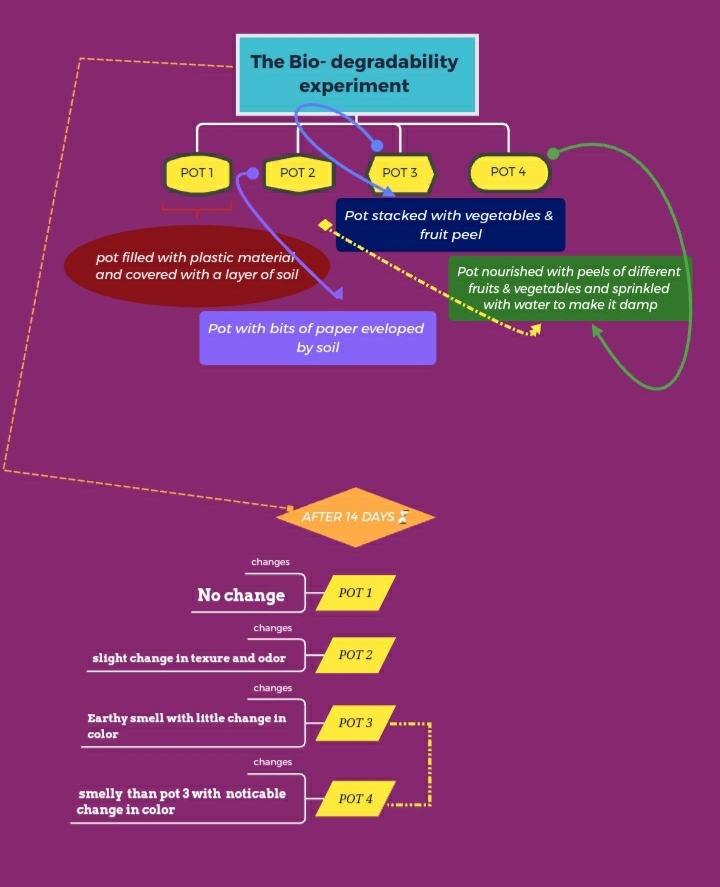 The Bio- degradability
experiment
POT 1
POT 2
POT 3
POT 4
pot filled with plastic material
and covered with a layer of soil
Pot with bits of paper eveloped
by soil
Pot stacked with vegetables &
fruit peel
Pot nourished with peels of different
fruits & vegetables and sprinkled
with water to make it damp
AFTER 14 DAYS ⏳
changes
No change
POT 1
changes
slight change in texure and odor
POT 2
changes
Earthy smell with little change in
color
POT 3
changes
smelly than pot 3 with noticable
change in color
POT 4